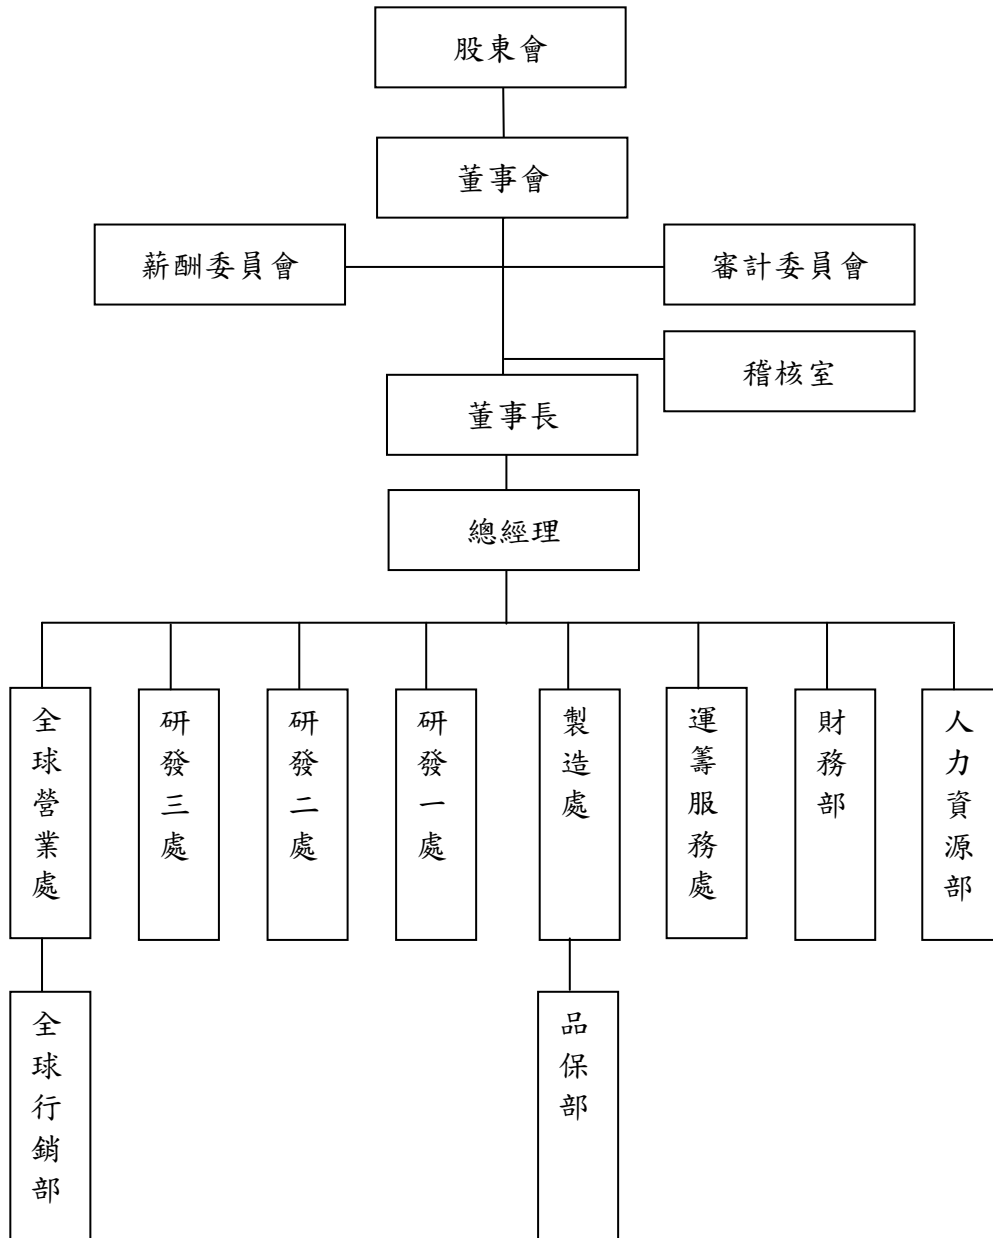 股東會
董事會
薪酬委員會
審計委員會
稽核室
董事長
總經理
全球營業處
研發三處
研發二處
研發一處
製造處
運籌服務處
財務部
人力資源部
全球行銷部
品保部